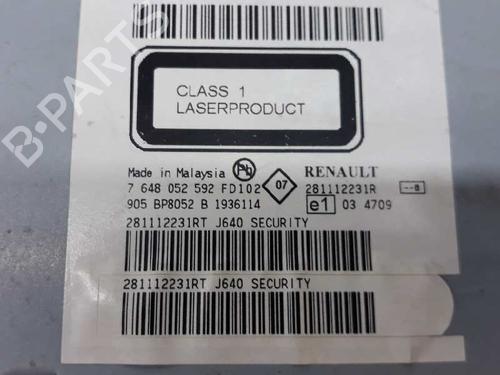 CLASS 1
LASERPRODUCT
Made in Malaysia Pb RENAULT
7 648 052 592 FD102 07 281112231R
905 BP8052 B 1936114 e1 03 4709
281112231RT J640 SECURITY
281112231RT J640 SECURITY
B-PARTS